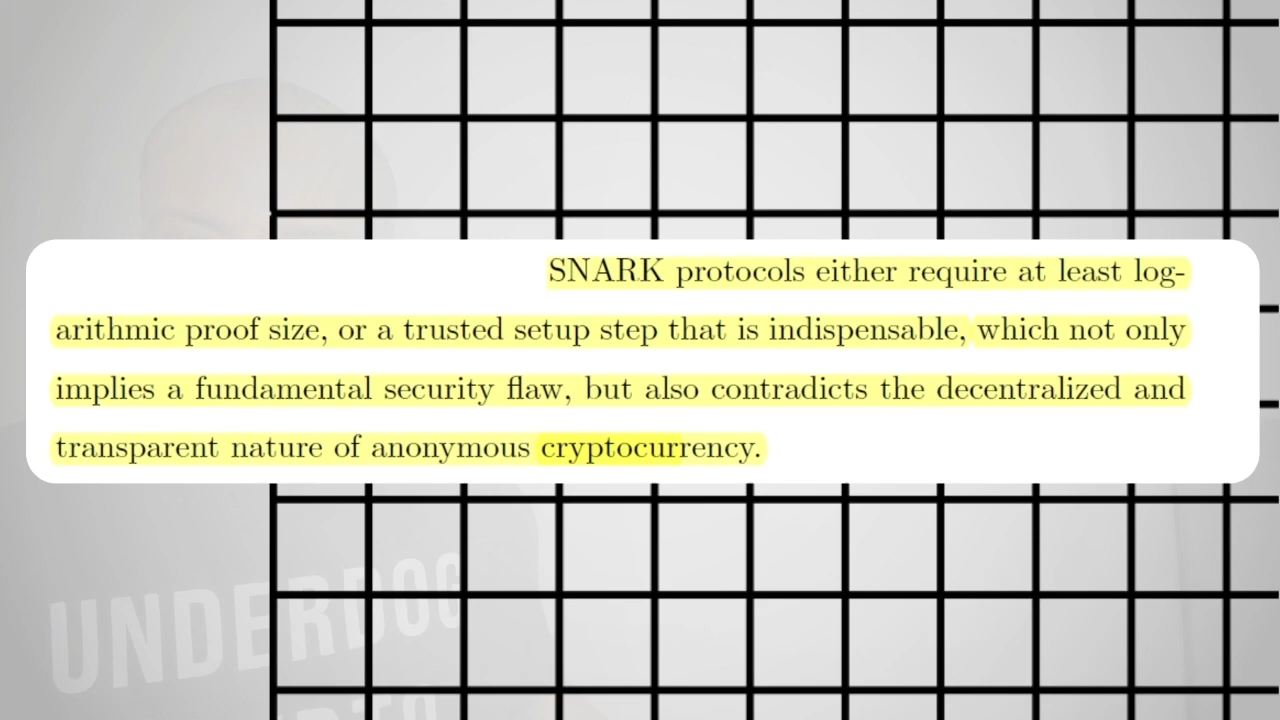 SNARK protocols either require at least log-
arithmic proof size, or a trusted setup step that is indispensable, which not only
implies a fundamental security flaw, but also contradicts the decentralized and
transparent nature of anonymous cryptocurrency.
UNDERDOG